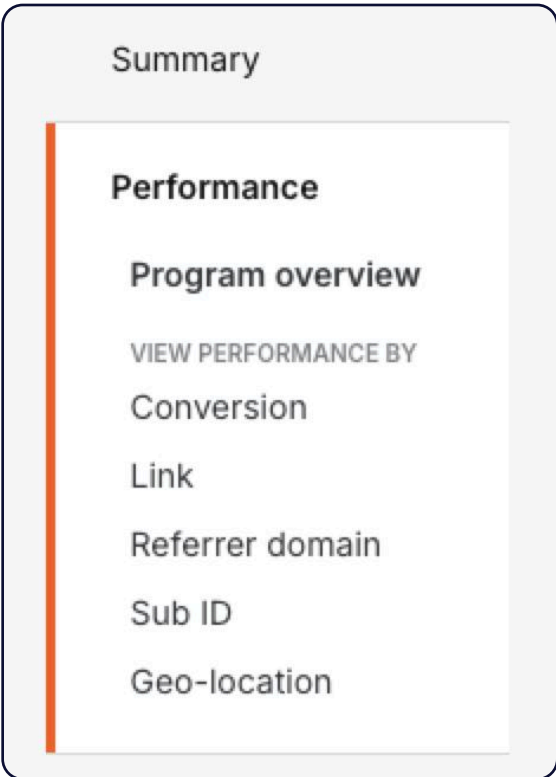 Summary
Performance
Program overview
VIEW PERFORMANCE BY
Conversion
Link
Referrer domain
Sub ID
Geo-location